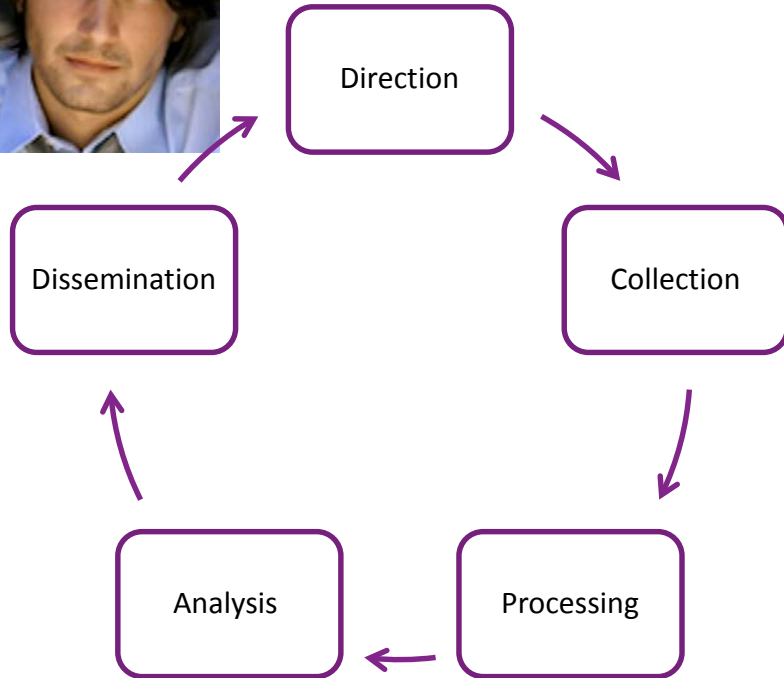 Direction
Collection
Processing
Analysis
Dissemination